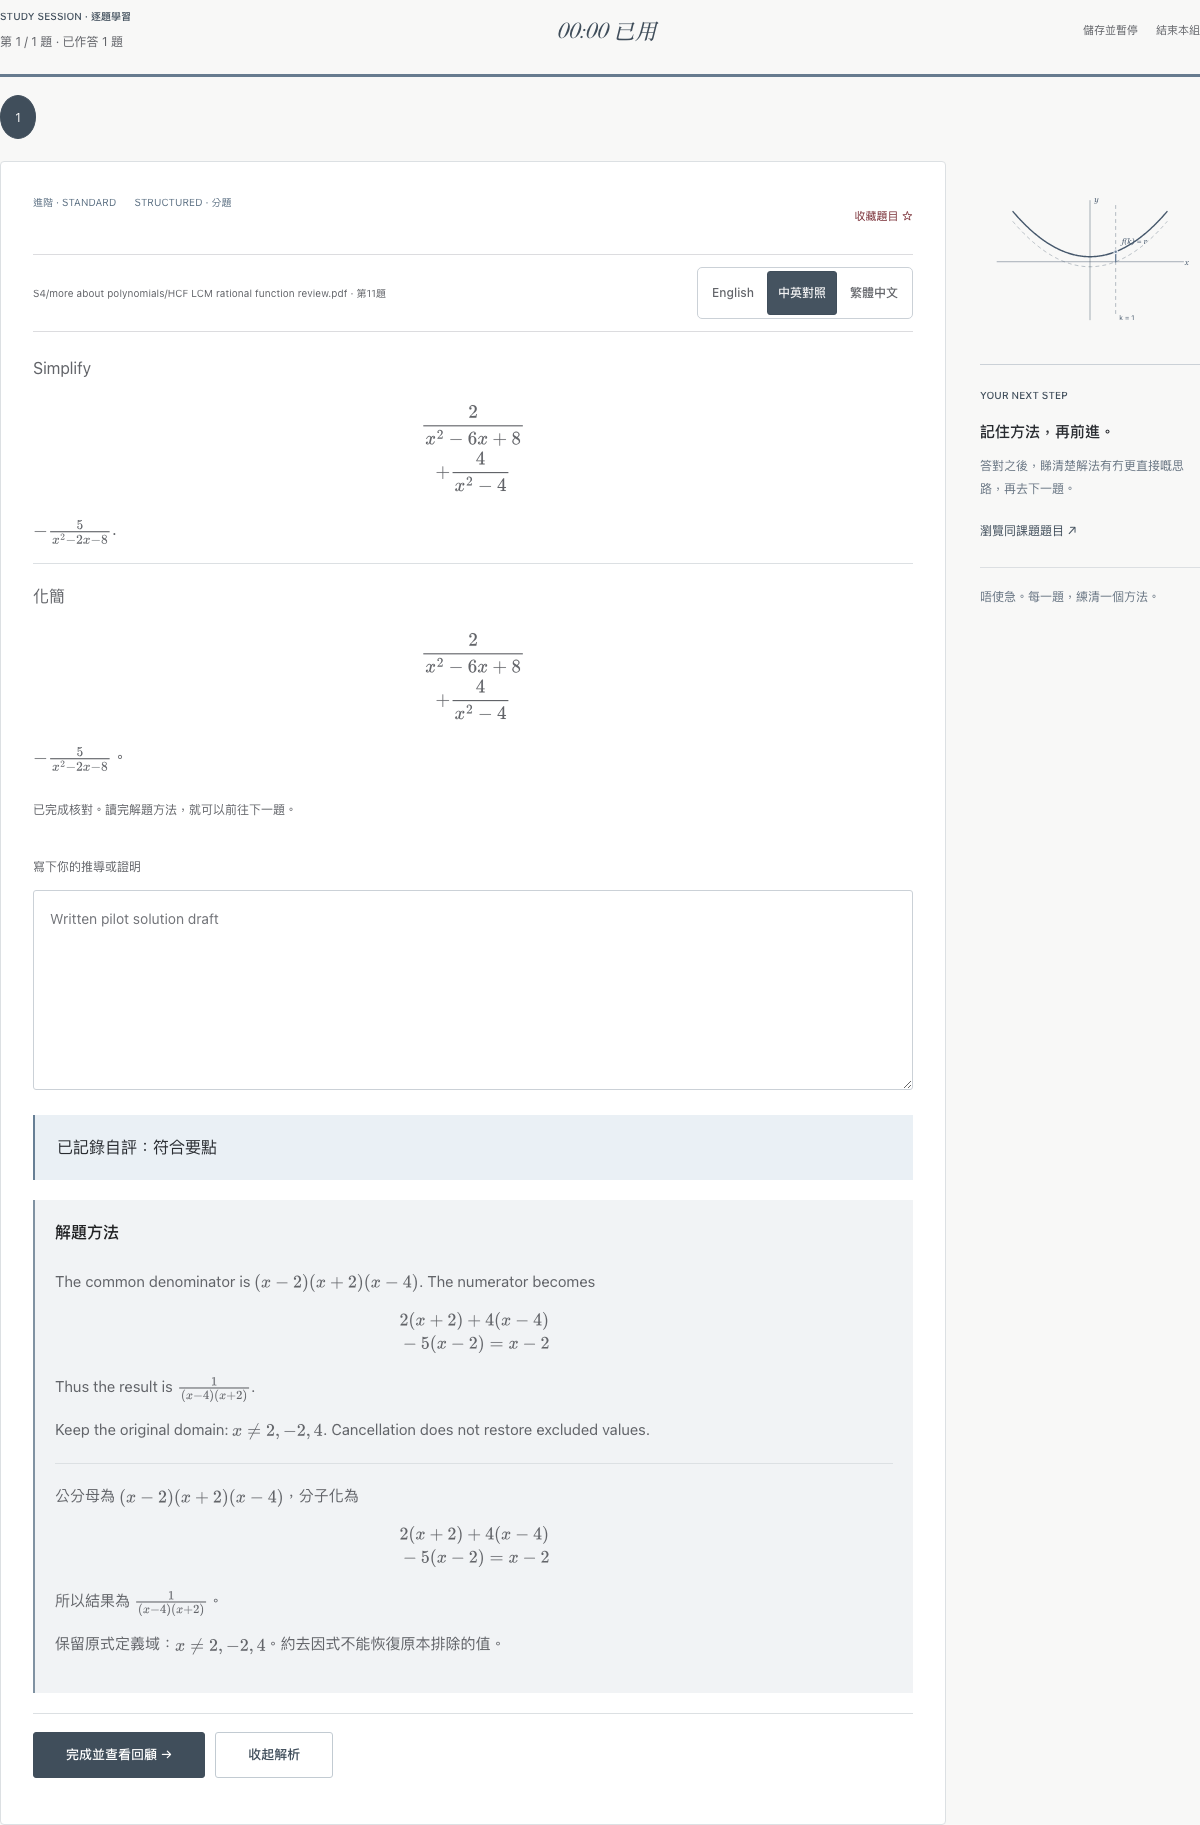 STUDY SESSION · 逐題學習
第 1 / 1 題 · 已作答 1 題
00:00 已用
儲存並暫停 結束本組
1
進階 · STANDARD STRUCTURED · 分題
收藏題目 ☆
S4/more about polynomials/HCF LCM rational function review.pdf · 第11題
English 中英對照 繁體中文
Simplify
2
x² − 6x + 8
+ 4
x² − 4
− 5
x²−2x−8 .
化簡
2
x² − 6x + 8
+ 4
x² − 4
− 5
x²−2x−8 。
已完成核對。讀完解題方法，就可以前往下一題。
寫下你的推導或證明
Written pilot solution draft
已記錄自評：符合要點
解題方法
The common denominator is (x − 2)(x + 2)(x − 4). The numerator becomes
2(x + 2) + 4(x − 4)
− 5(x − 2) = x − 2
Thus the result is 1/(x−4)(x+2).
Keep the original domain: x ≠ 2, −2, 4. Cancellation does not restore excluded values.
公分母為 (x − 2)(x + 2)(x − 4)，分子化為
2(x + 2) + 4(x − 4)
− 5(x − 2) = x − 2
所以結果為 1/(x−4)(x+2) 。
保留原式定義域：x ≠ 2, −2, 4。約去因式不能恢復原本排除的值。
完成並查看回顧 → 收起解析
y
f(k) = r
x
k = 1
YOUR NEXT STEP
記住方法，再前進。
答對之後，睇清楚解法有冇更直接嘅思
路，再去下一題。
瀏覽同課題題目 ↗
唔使急。每一題，練清一個方法。